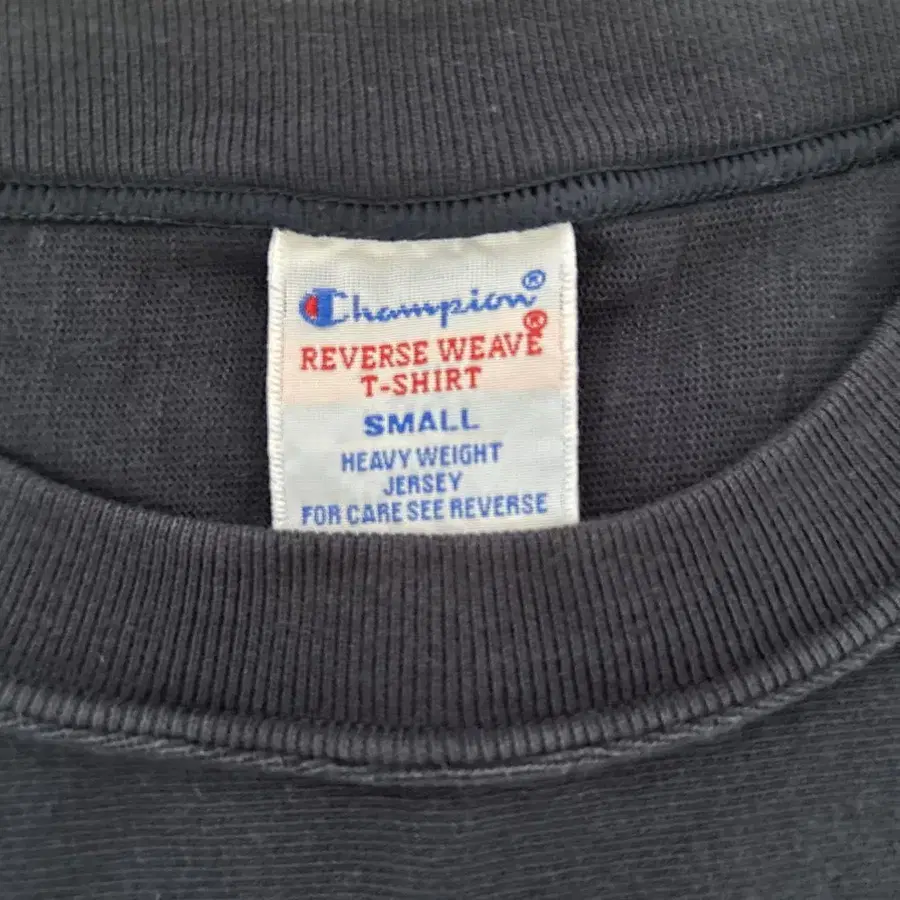 Champion®
REVERSE WEAVE®
T-SHIRT
SMALL
HEAVY WEIGHT
JERSEY
FOR CARE SEE REVERSE